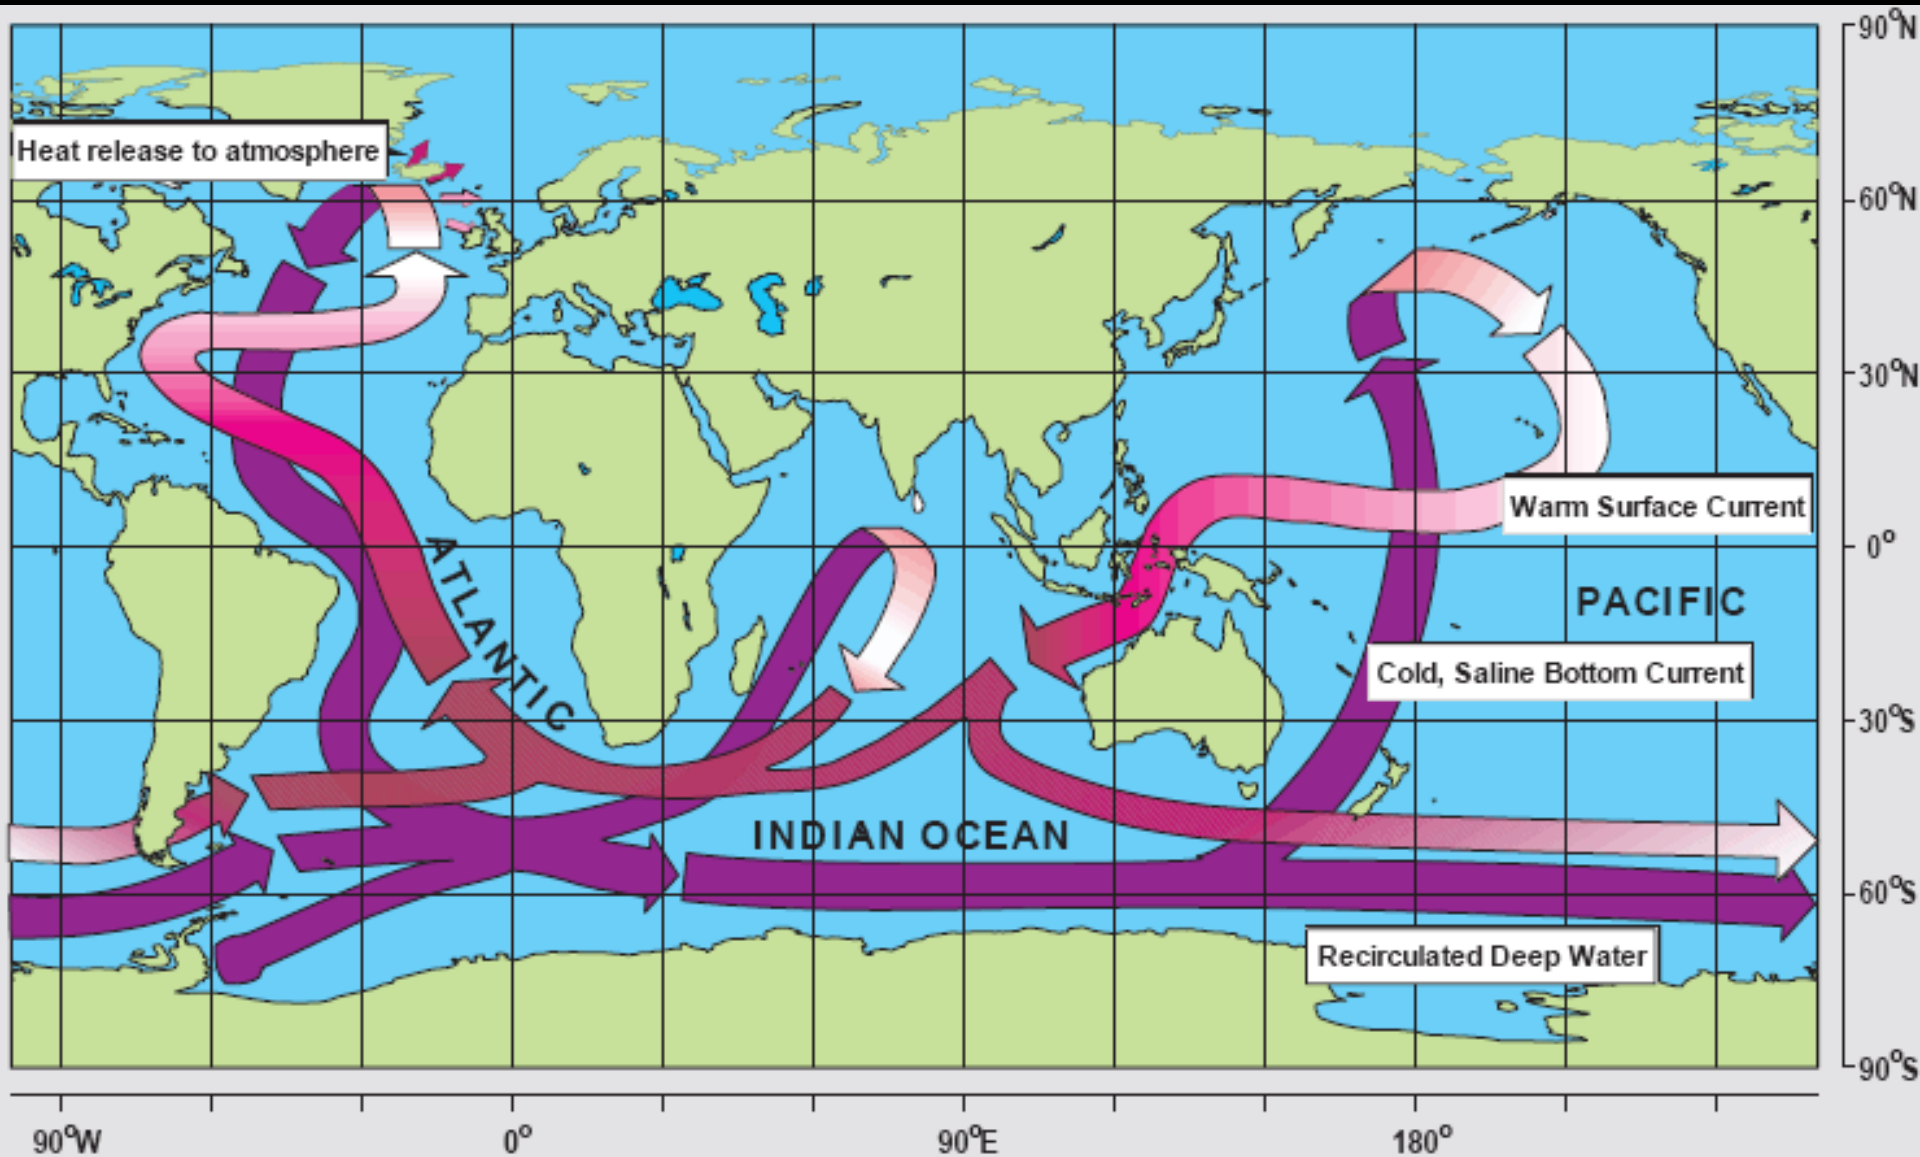 90°N
Heat release to atmosphere
60°N
30°N
Warm Surface Current
ATLANTIC
0°
PACIFIC
Cold, Saline Bottom Current
30°S
INDIAN OCEAN
60°S
Recirculated Deep Water
90°S
90°W 0° 90°E 180°